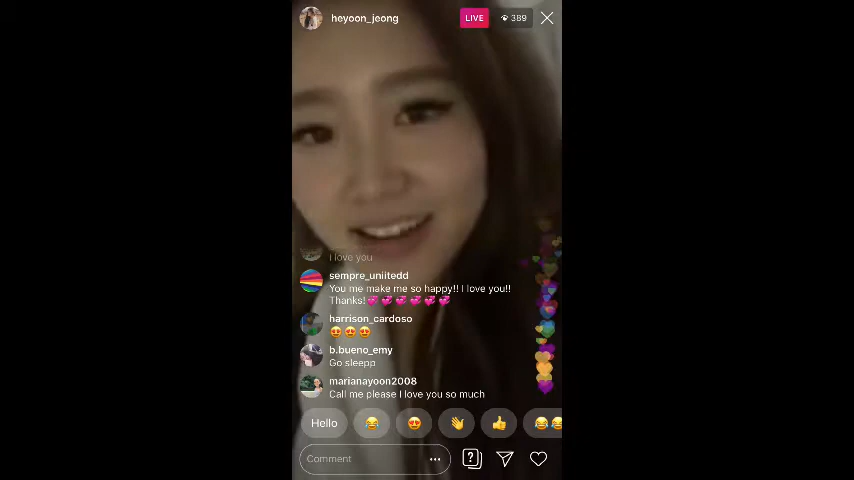 heyoon_jeong
LIVE
389
I love you
sempre_uniitedd
You me make me so happy!! I love you!!
Thanks!💞💞💞💞💞💞
harrison_cardoso
😍😍😍
b.bueno_emy
Go sleepp
marianayoon2008
Call me please I love you so much
Hello 😂 😍 👋 👍 😂😂
Comment